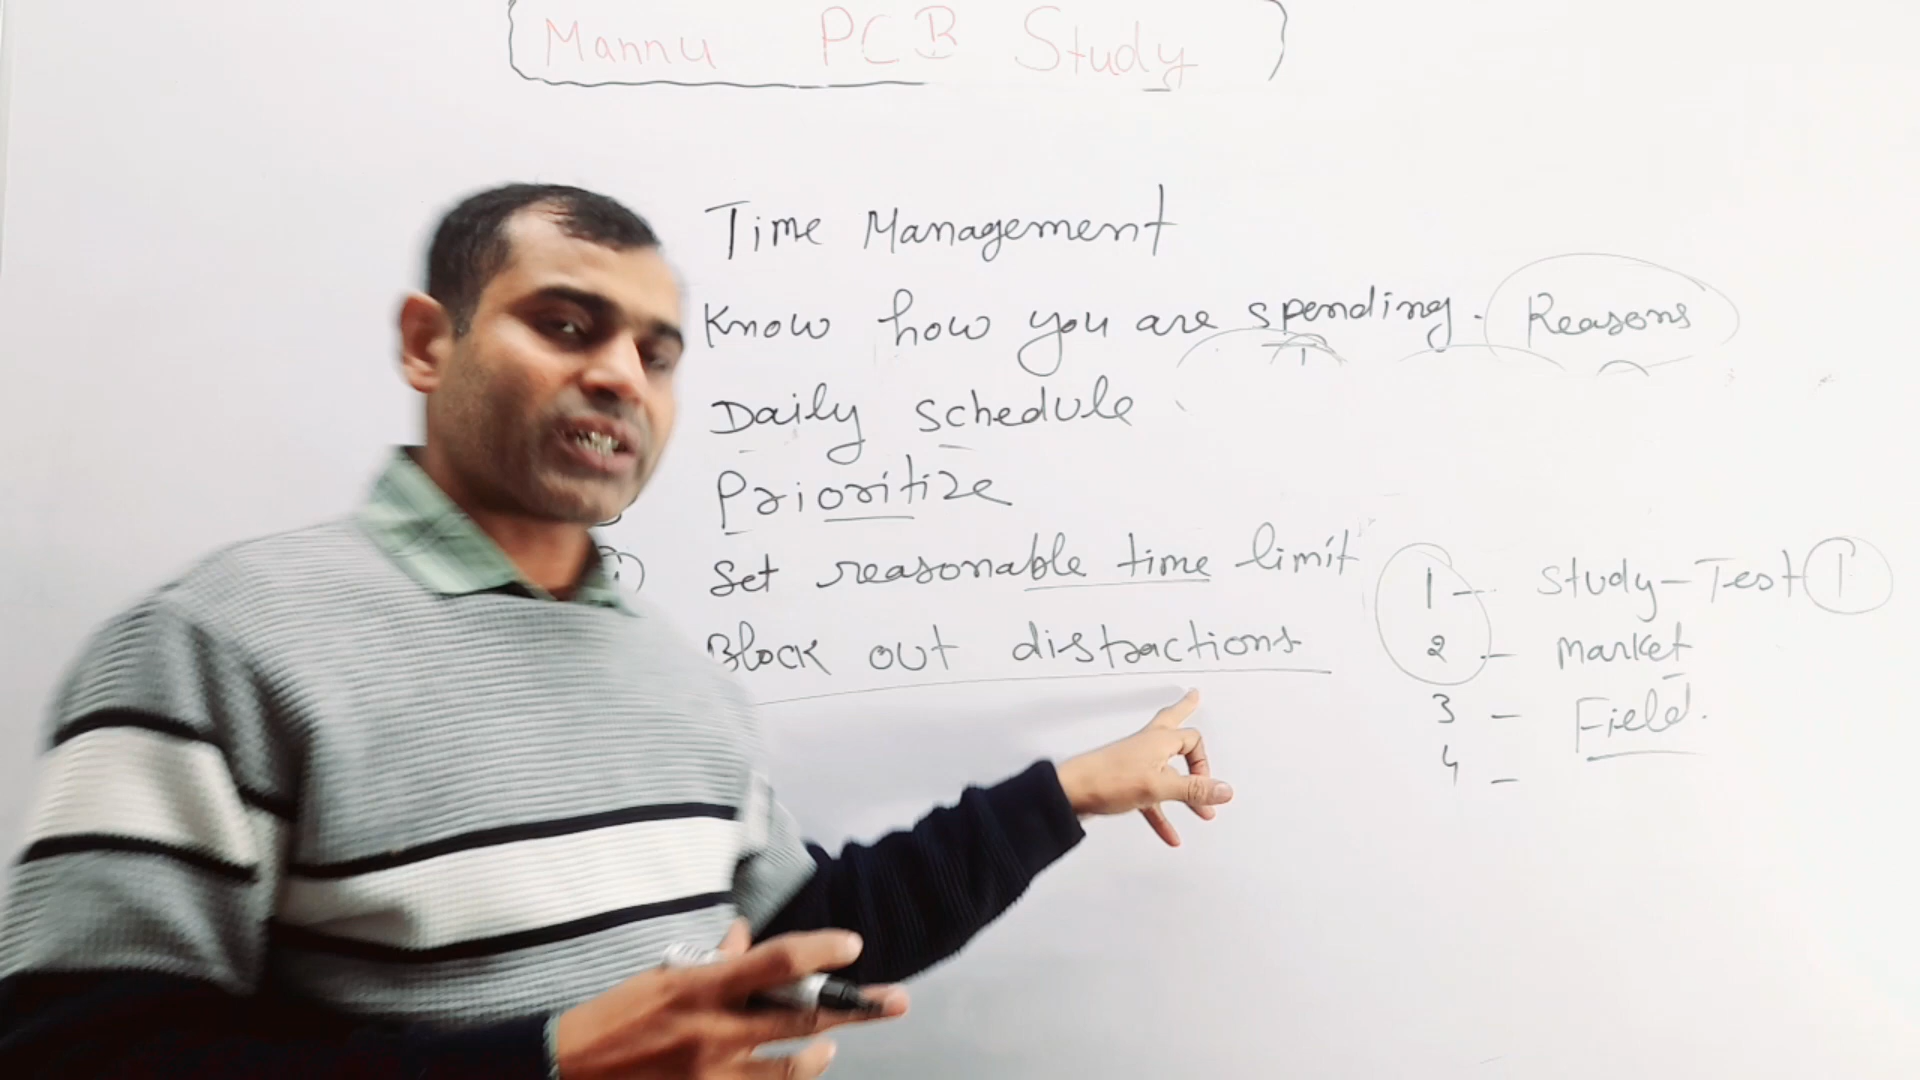 Mannu PCB Study
Time Management
Know how you are spending. Reasons
Daily schedule
Prioritize
Set reasonable time limit
Block out distractions
1 - Study-Test 1
2 - Market
3 - Field.
4 -